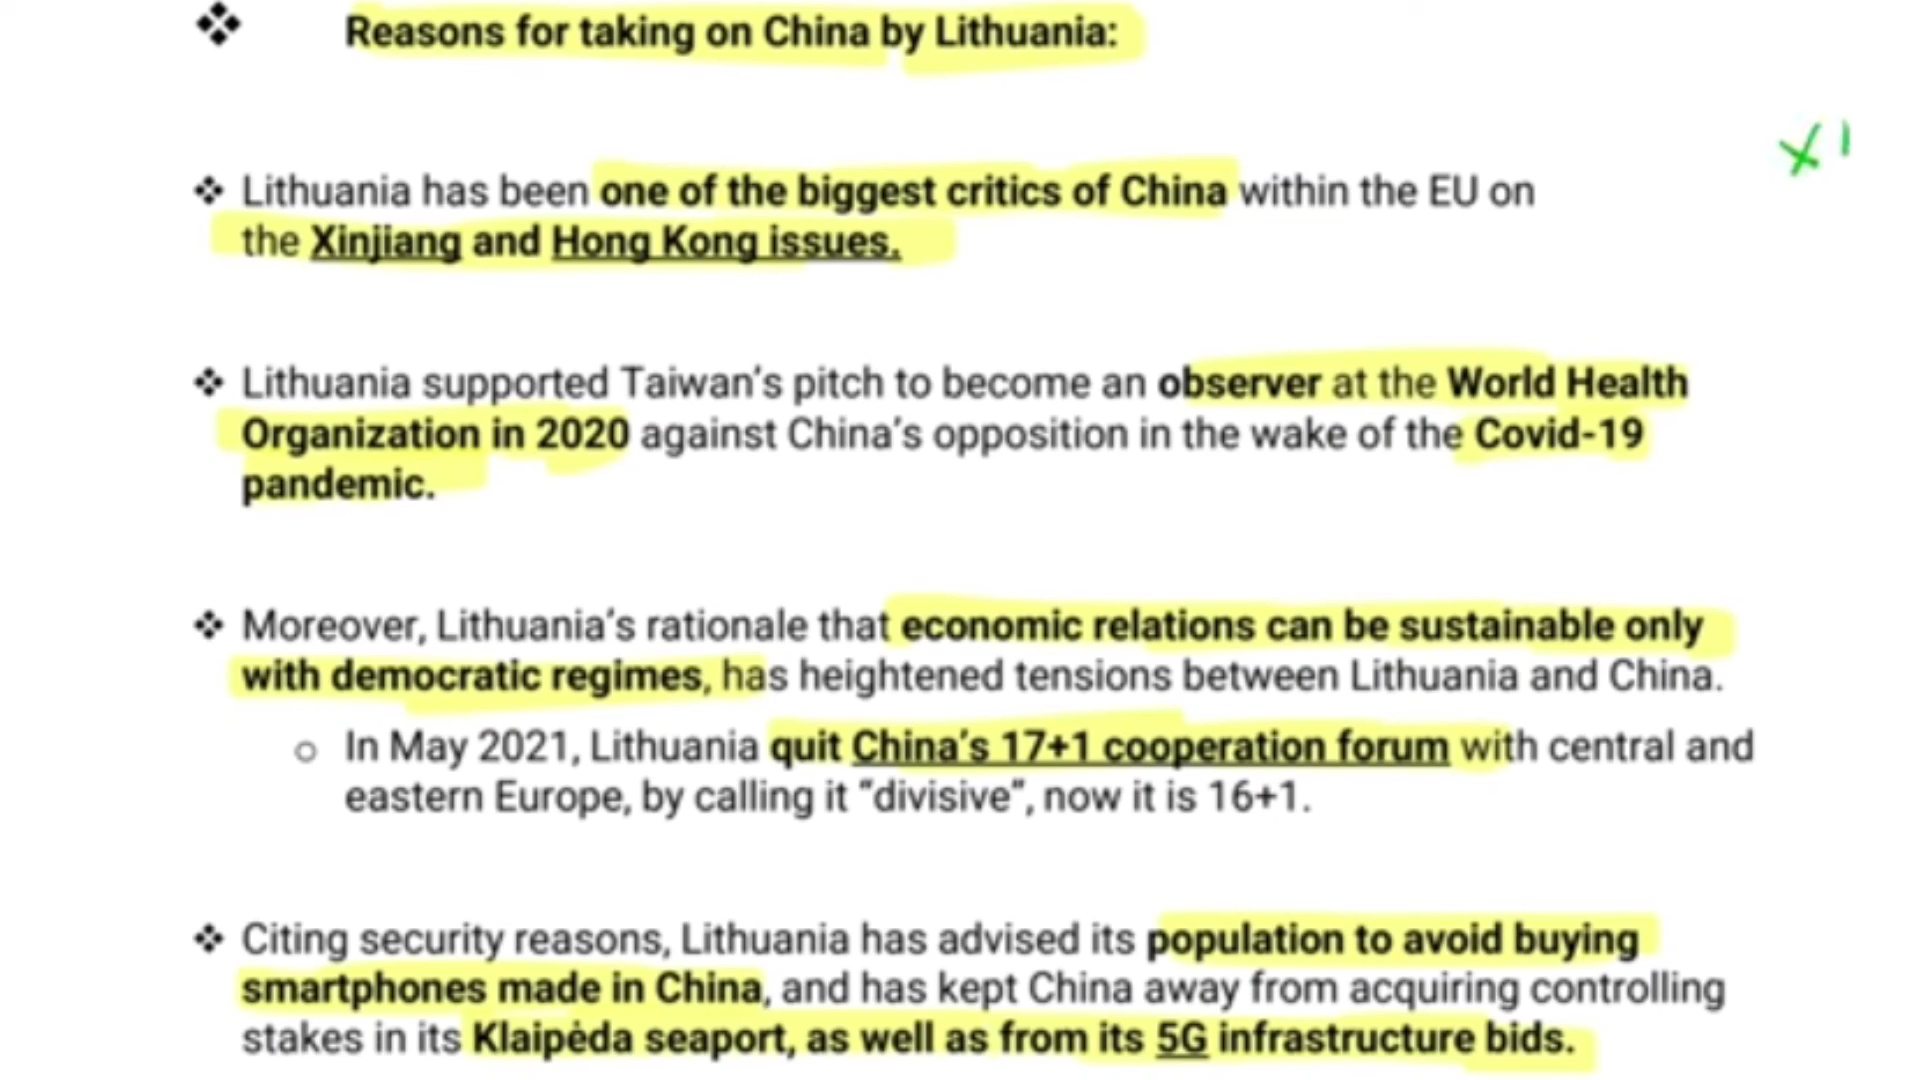 ❖ Reasons for taking on China by Lithuania:
❖ Lithuania has been one of the biggest critics of China within the EU on
the Xinjiang and Hong Kong issues.
❖ Lithuania supported Taiwan’s pitch to become an observer at the World Health
Organization in 2020 against China’s opposition in the wake of the Covid-19
pandemic.
❖ Moreover, Lithuania’s rationale that economic relations can be sustainable only
with democratic regimes, has heightened tensions between Lithuania and China.
o In May 2021, Lithuania quit China’s 17+1 cooperation forum with central and
eastern Europe, by calling it “divisive”, now it is 16+1.
❖ Citing security reasons, Lithuania has advised its population to avoid buying
smartphones made in China, and has kept China away from acquiring controlling
stakes in its Klaipėda seaport, as well as from its 5G infrastructure bids.